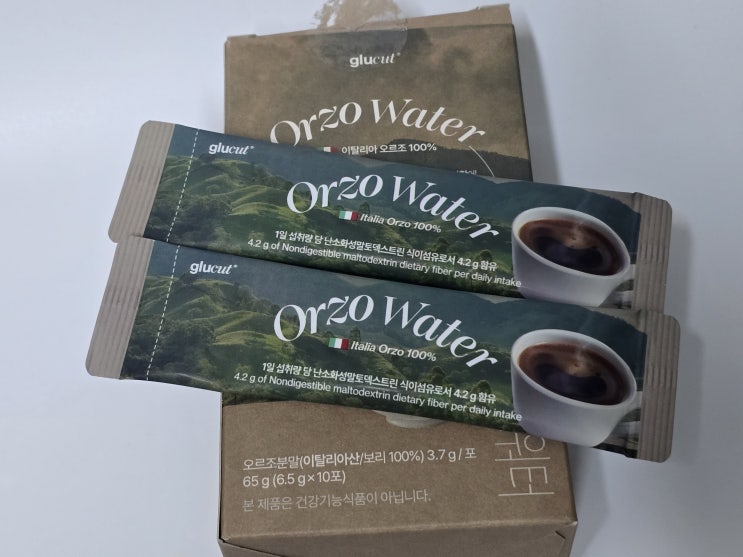 glucut
Orzo Water
이탈리아 오르조 100%
glucut
Orzo Water
Italia Orzo 100%
1일 섭취량 당 난소화성말토덱스트린 식이섬유로서 4.2 g 함유
4.2 g of Nondigestible maltodextrin dietary fiber per daily intake
glucut
Orzo Water
Italia Orzo 100%
1일 섭취량 당 난소화성말토덱스트린 식이섬유로서 4.2 g 함유
4.2 g of Nondigestible maltodextrin dietary fiber per daily intake
워터
오르조분말(이탈리아산/보리 100%) 3.7 g / 포
65 g (6.5 g × 10포)
본 제품은 건강기능식품이 아닙니다.